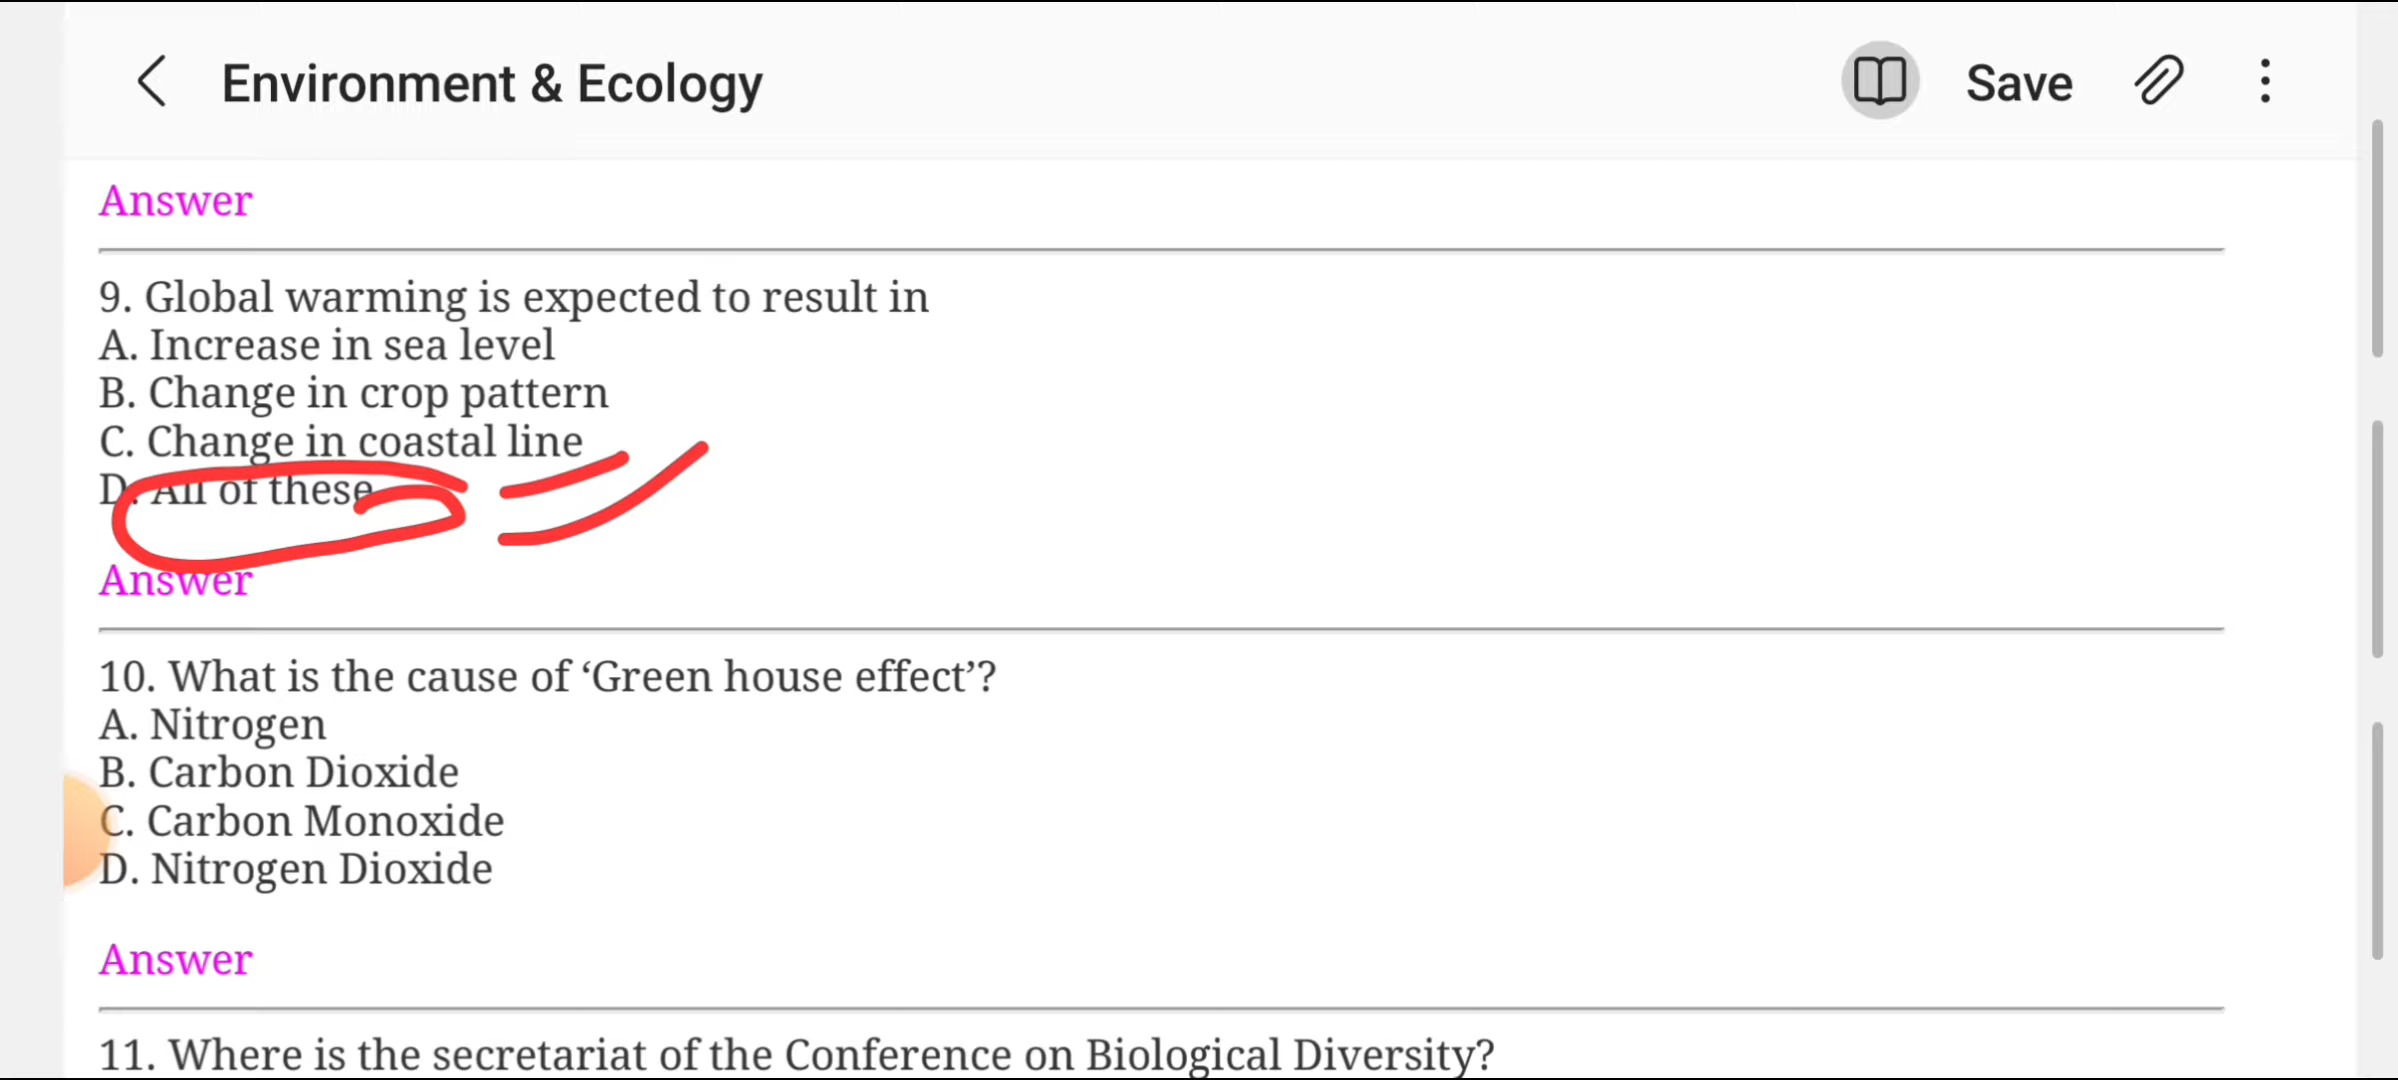 Environment & Ecology
Save
Answer
9. Global warming is expected to result in
A. Increase in sea level
B. Change in crop pattern
C. Change in coastal line
D. All of these
Answer
10. What is the cause of ‘Green house effect’?
A. Nitrogen
B. Carbon Dioxide
C. Carbon Monoxide
D. Nitrogen Dioxide
Answer
11. Where is the secretariat of the Conference on Biological Diversity?